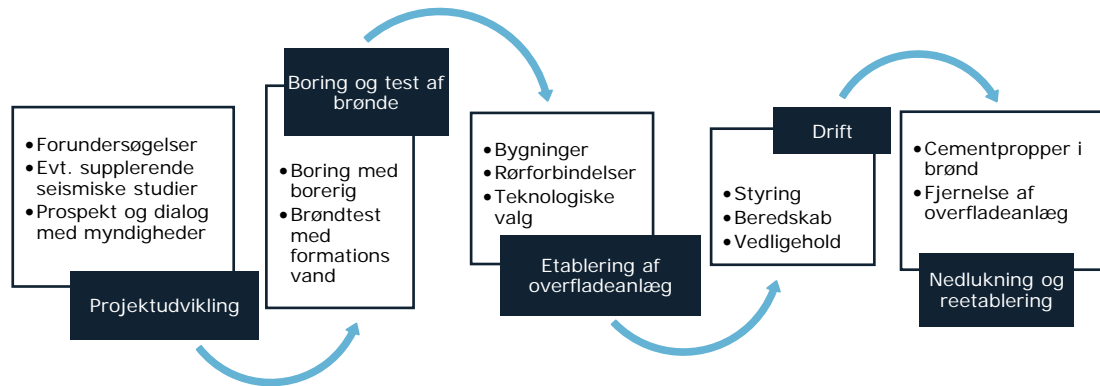 • Forundersøgelser
• Evt. supplerende
seismiske studier
• Prospekt og dialog
med myndigheder
Projektudvikling
Boring og test af
brønde
• Boring med
borerig
• Brøndtest
med
formations
vand
• Bygninger
• Rørforbindelser
• Teknologiske
valg
Etablering af
overfladeanlæg
Drift
• Styring
• Beredskab
• Vedligehold
• Cementpropper i
brønd
• Fjernelse af
overfladeanlæg
Nedlukning og
reetablering